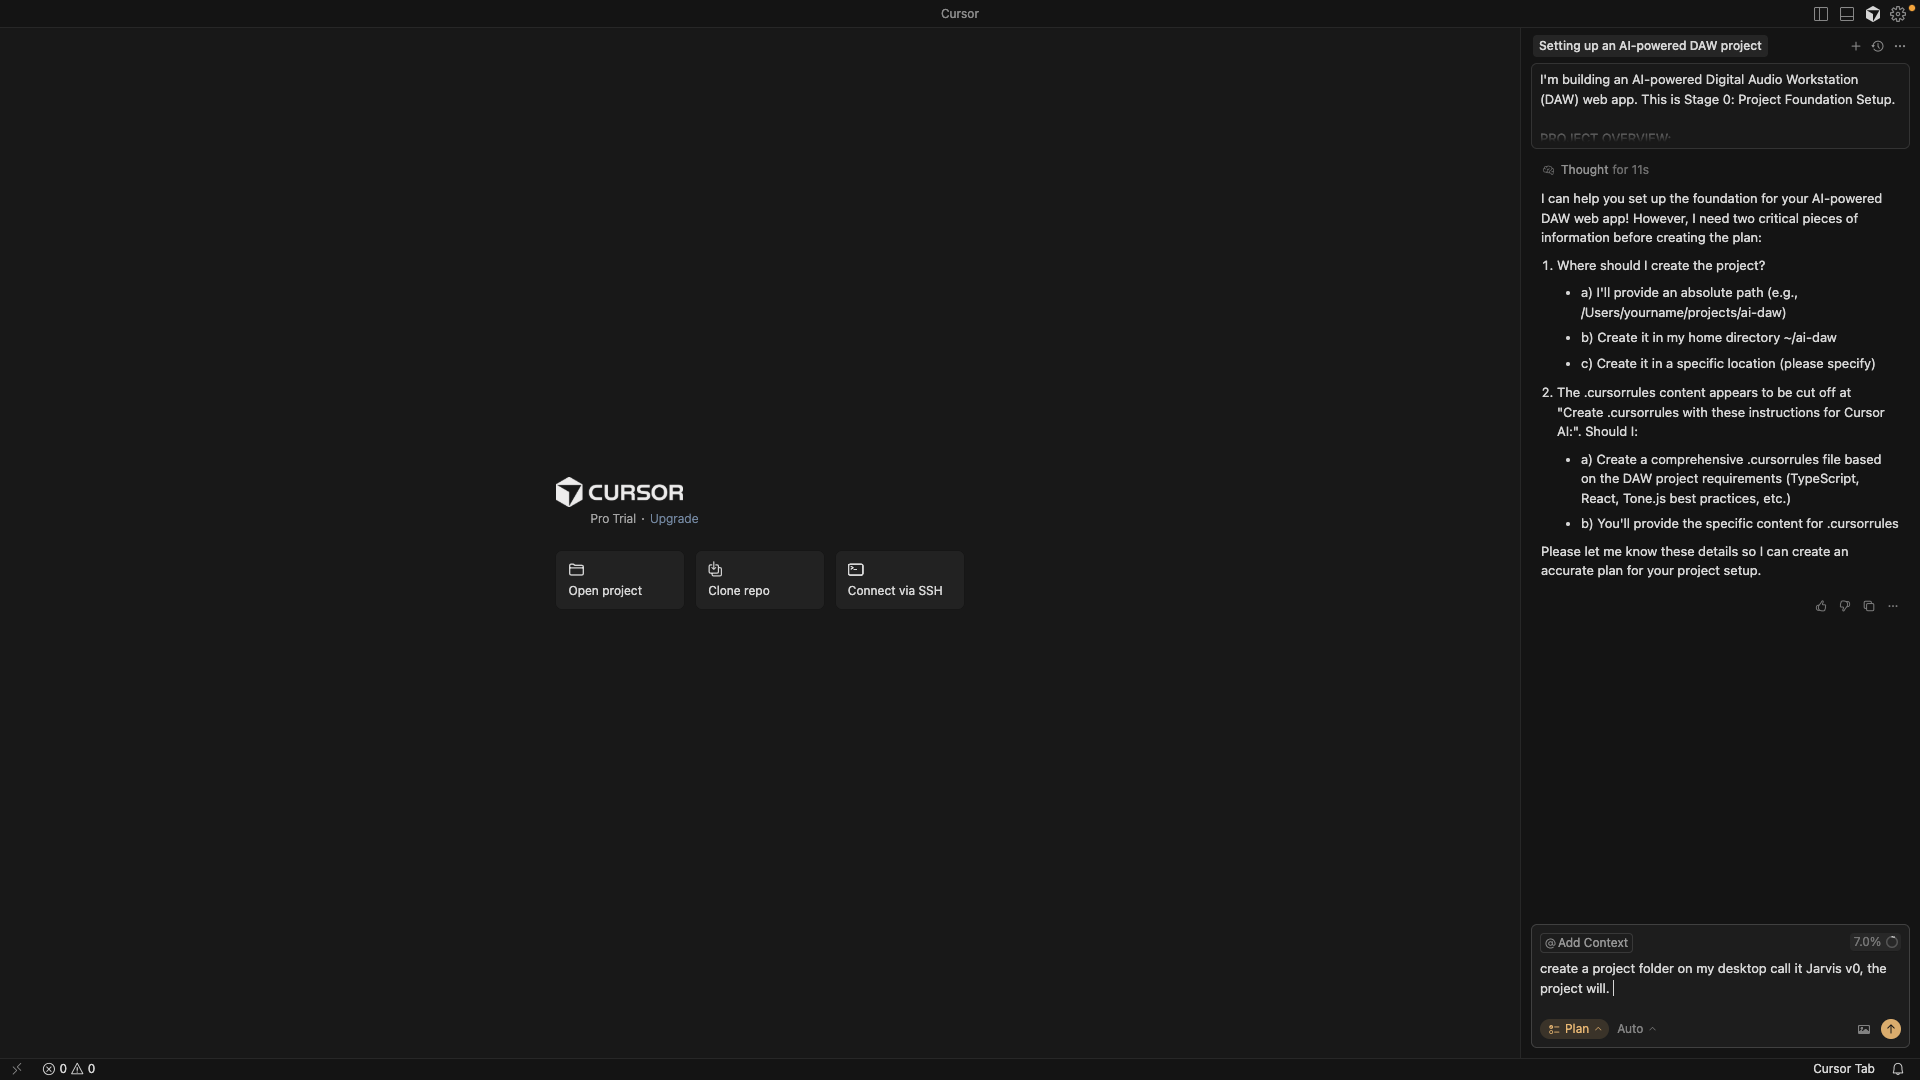 Cursor
Setting up an AI-powered DAW project
I'm building an AI-powered Digital Audio Workstation
(DAW) web app. This is Stage 0: Project Foundation Setup.
PROJECT OVERVIEW:
Thought for 11s
I can help you set up the foundation for your AI-powered
DAW web app! However, I need two critical pieces of
information before creating the plan:
1. Where should I create the project?
• a) I'll provide an absolute path (e.g.,
/Users/yourname/projects/ai-daw)
• b) Create it in my home directory ~/ai-daw
• c) Create it in a specific location (please specify)
2. The .cursorrules content appears to be cut off at
"Create .cursorrules with these instructions for Cursor
AI:". Should I:
• a) Create a comprehensive .cursorrules file based
on the DAW project requirements (TypeScript,
React, Tone.js best practices, etc.)
• b) You'll provide the specific content for .cursorrules
Please let me know these details so I can create an
accurate plan for your project setup.
CURSOR
Pro Trial · Upgrade
Open project
Clone repo
Connect via SSH
@ Add Context
7.0%
create a project folder on my desktop call it Jarvis v0, the
project will.
Plan
Auto
0
0
Cursor Tab